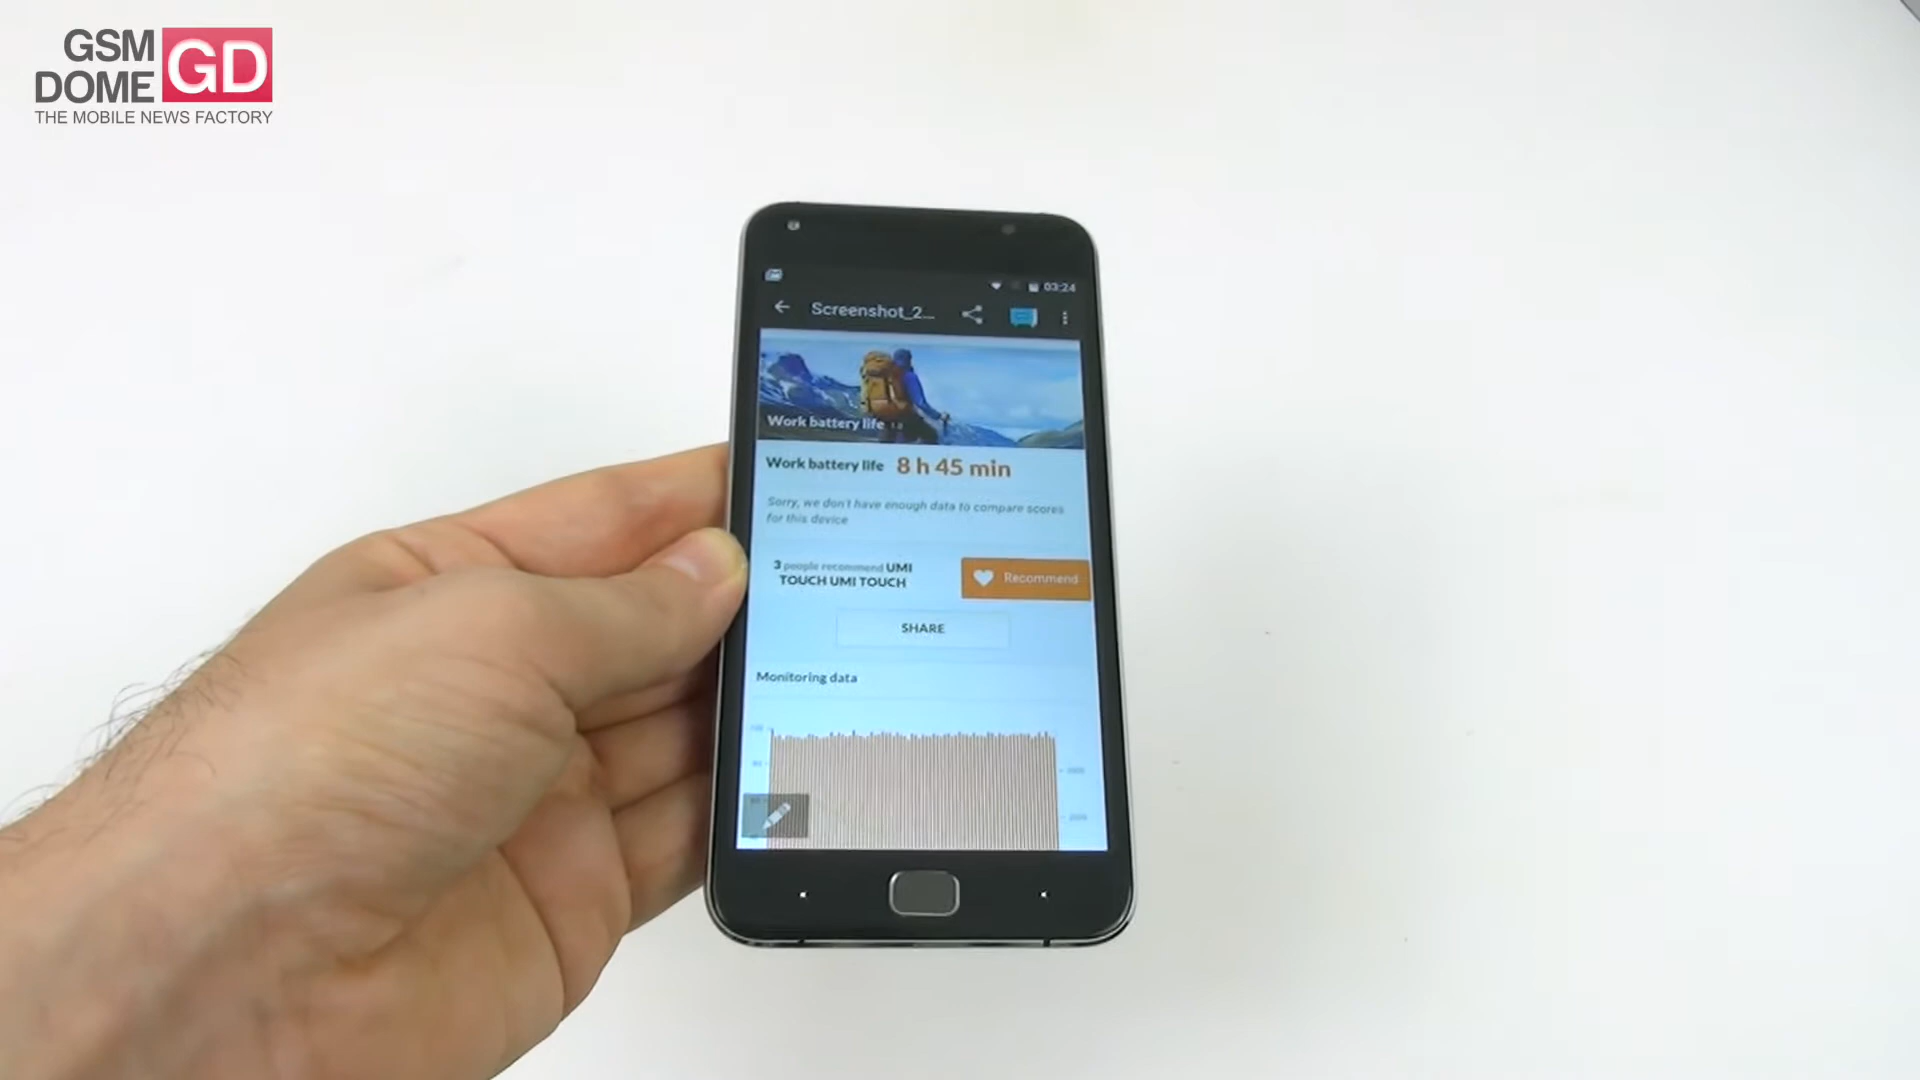 GSM
DOME
GD
THE MOBILE NEWS FACTORY
03:24
Screenshot_2...
Work battery life
Work battery life 8 h 45 min
Sorry, we don't have enough data to compare scores
for this device
3 people recommend UMI
TOUCH UMI TOUCH
Recommend
SHARE
Monitoring data